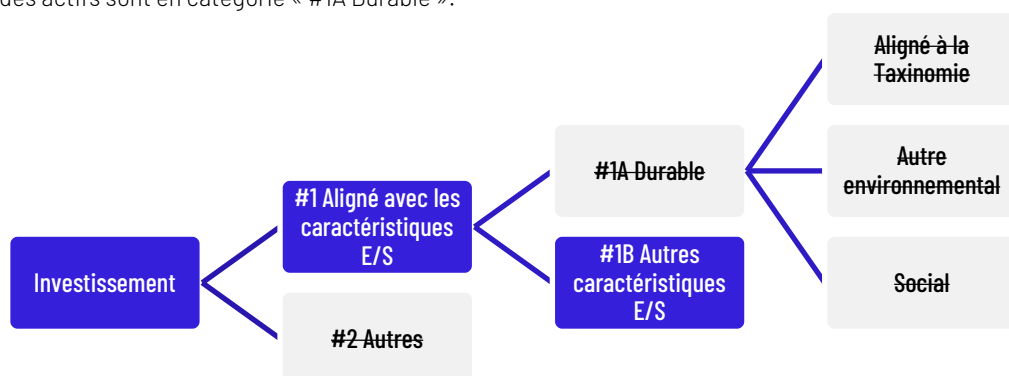 des actifs sont en catégorie « #1A Durable ».
Aligné à la
Taxinomie
#1A Durable
Autre
environnemental
#1 Aligné avec les
caractéristiques
E/S
Investissement
#1B Autres
caractéristiques
E/S
Social
#2 Autres